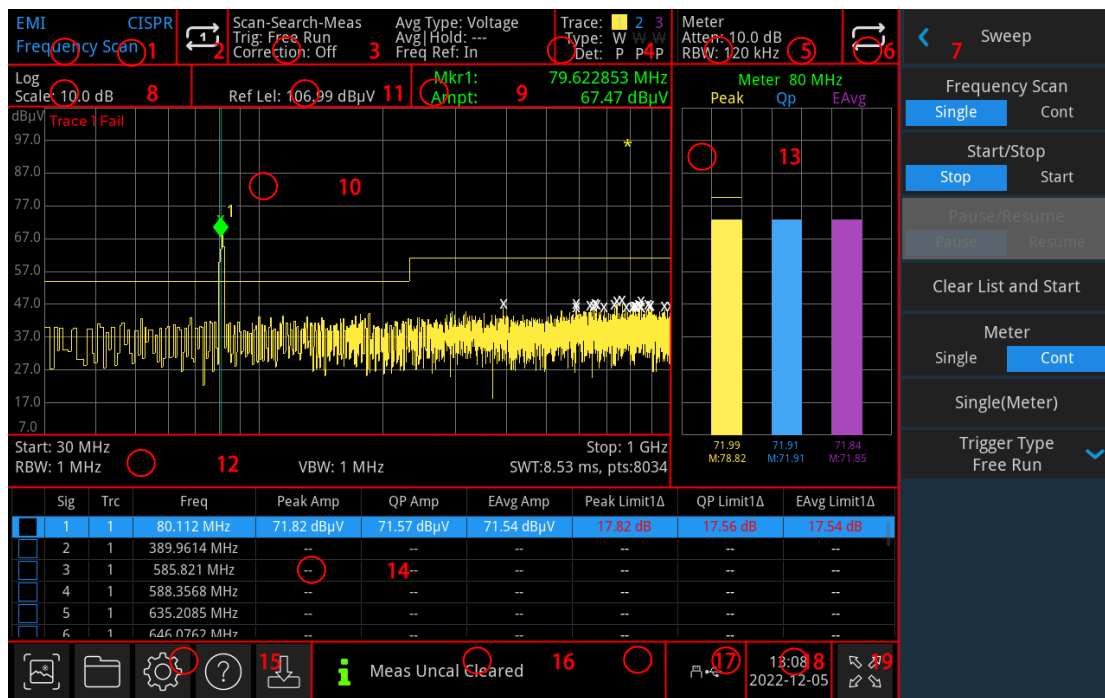 EMI CISPR
Frequency Scan 1
1
2
Scan-Search-Meas Avg Type: Voltage
Trig: Free Run Avg|Hold: ---
Correction: Off 3 Freq Ref: In
Trace: 1 2 3
Type: W W W
Det: P P P
4
Meter
Atten: 10.0 dB
RBW: 120 kHz 5
6
Log
Scale: 10.0 dB 8
Ref Lel: 106.99 dBμV 11
Mkr1: 79.622853 MHz
Ampt: 9 67.47 dBμV
dBμV
Trace 1 Fail
97.0
87.0
77.0
67.0
57.0
47.0
37.0
27.0
17.0
7.0
1
10
Meter 80 MHz
Peak Qp EAvg
13
71.99 71.91 71.84
M:78.82 M:71.91 M:71.85
Start: 30 MHz Stop: 1 GHz
RBW: 1 MHz 12 VBW: 1 MHz SWT:8.53 ms, pts:8034
Sig Trc Freq Peak Amp QP Amp EAvg Amp Peak Limit1Δ QP Limit1Δ EAvg Limit1Δ
1 1 80.112 MHz 71.82 dBμV 71.57 dBμV 71.54 dBμV 17.82 dB 17.56 dB 17.54 dB
2 1 389.9614 MHz -- -- -- -- -- --
3 1 585.821 MHz -- 14 -- -- -- -- --
4 1 588.3568 MHz -- -- -- -- -- --
5 1 635.2085 MHz -- -- -- -- -- --
6 1 646.0762 MHz -- -- -- -- -- --
? 15
i Meas Uncal Cleared 16
17
13:08 18
2022-12-05
19
Sweep
7
Frequency Scan
Single Cont
Start/Stop
Stop Start
Pause/Resume
Pause Resume
Clear List and Start
Meter
Single Cont
Single(Meter)
Trigger Type
Free Run